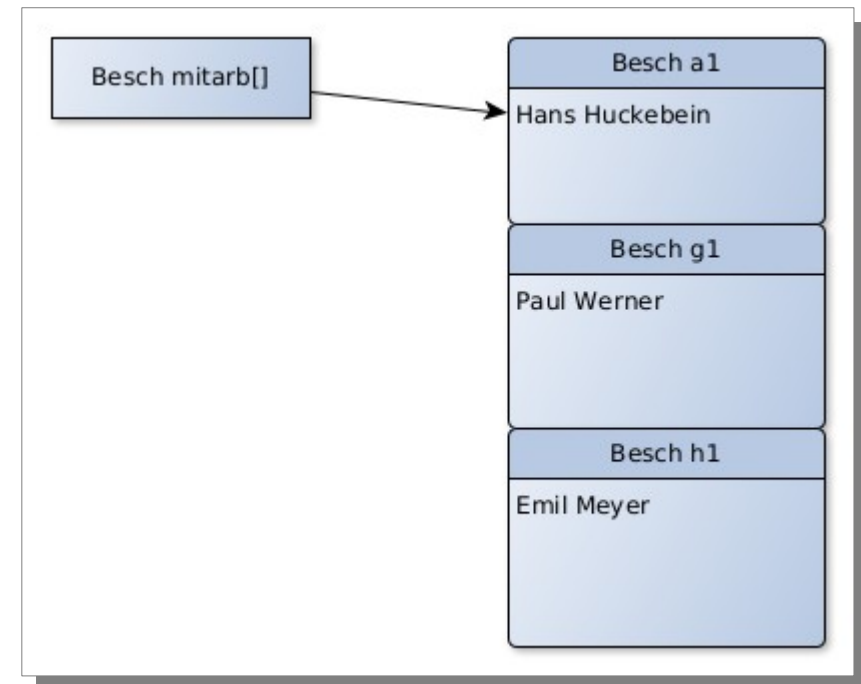 Besch mitarb[]
Besch a1
Hans Huckebein
Besch g1
Paul Werner
Besch h1
Emil Meyer